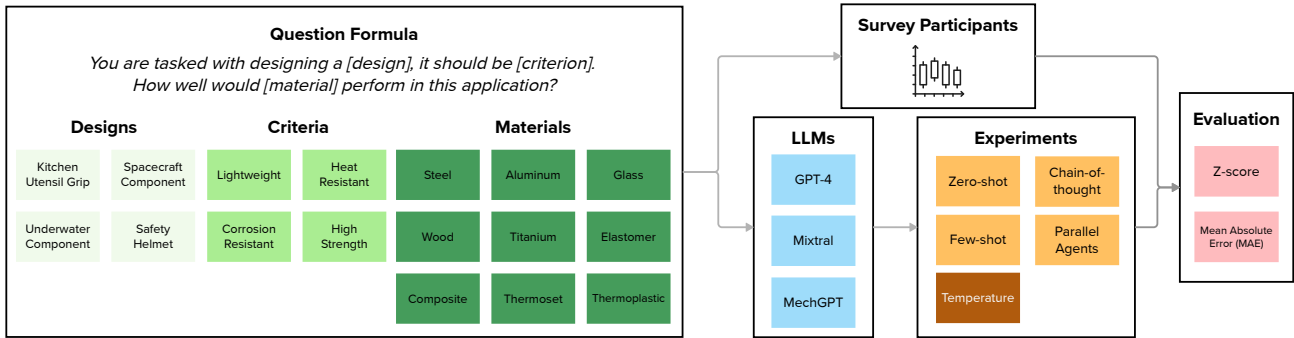 Question Formula
You are tasked with designing a [design], it should be [criterion].
How well would [material] perform in this application?
Designs
Kitchen
Utensil Grip
Spacecraft
Component
Underwater
Component
Safety
Helmet
Criteria
Lightweight
Heat
Resistant
Corrosion
Resistant
High
Strength
Materials
Steel
Aluminum
Glass
Wood
Titanium
Elastomer
Composite
Thermoset
Thermoplastic
Survey Participants
LLMs
GPT-4
Mixtral
MechGPT
Experiments
Zero-shot
Chain-of-
thought
Few-shot
Parallel
Agents
Temperature
Evaluation
Z-score
Mean Absolute
Error (MAE)